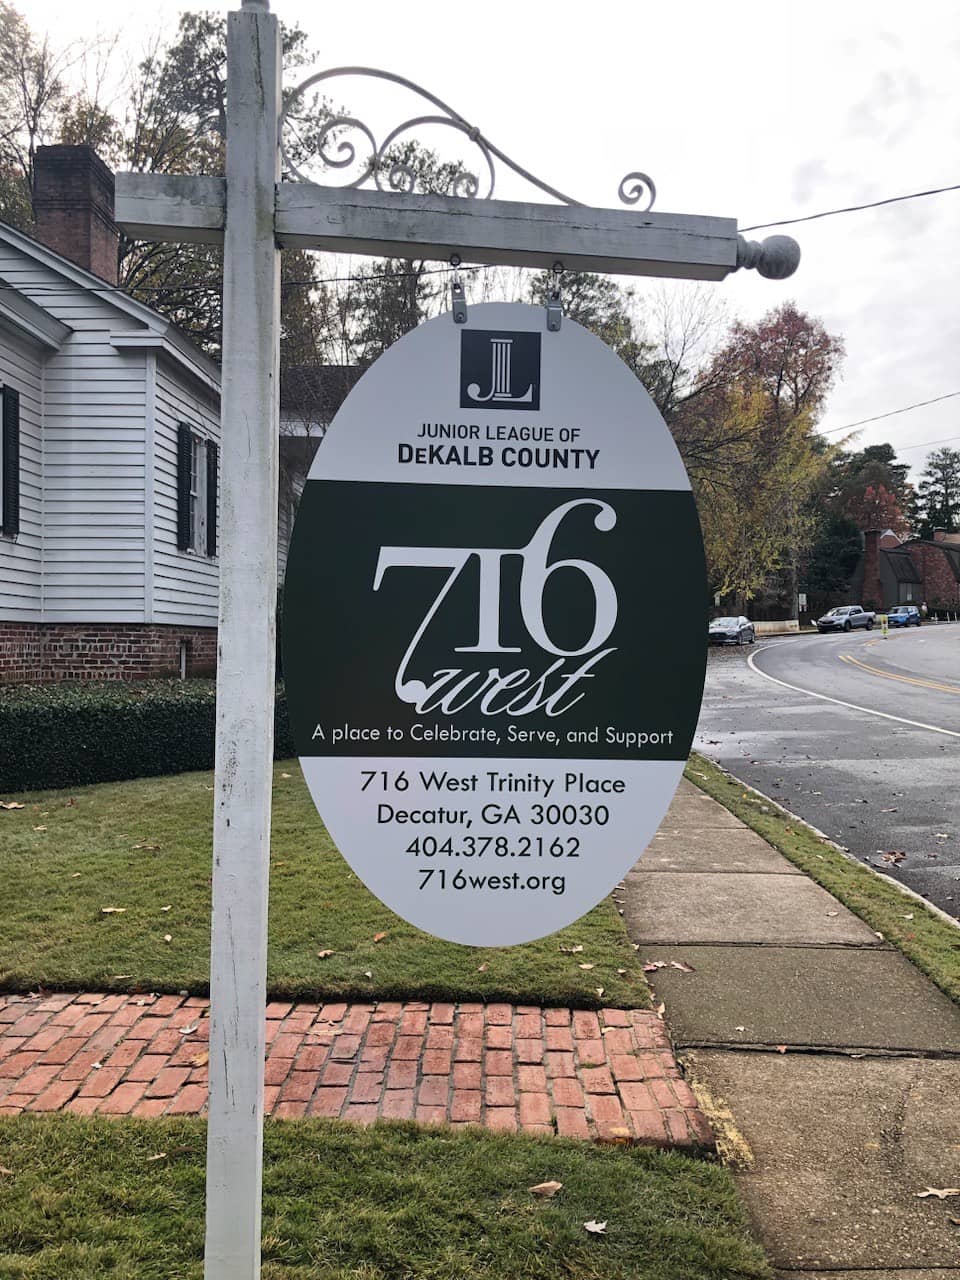 JL
JUNIOR LEAGUE OF
DEKALB COUNTY
716
west
A place to Celebrate, Serve, and Support
716 West Trinity Place
Decatur, GA 30030
404.378.2162
716west.org